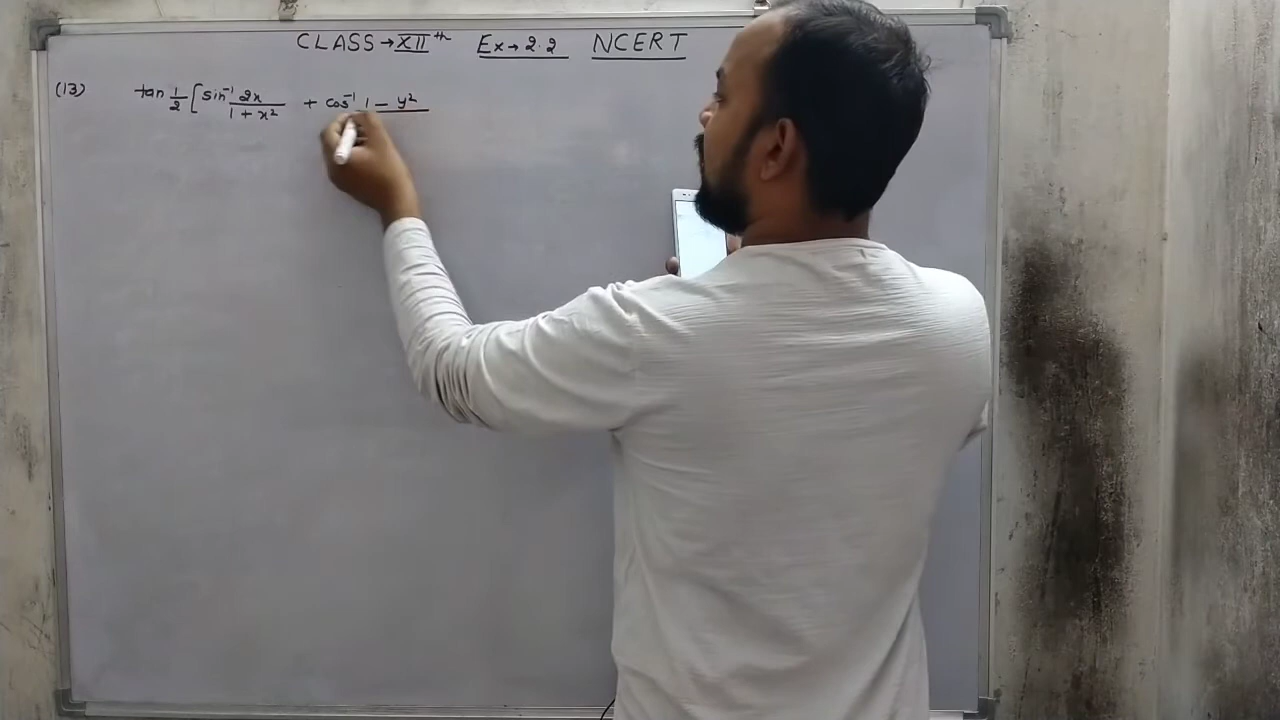 CLASS → XII th Ex → 2.2 NCERT
(13) tan 1/2 [sin⁻¹ 2x/(1 + x²) + cos⁻¹ 1 - y²